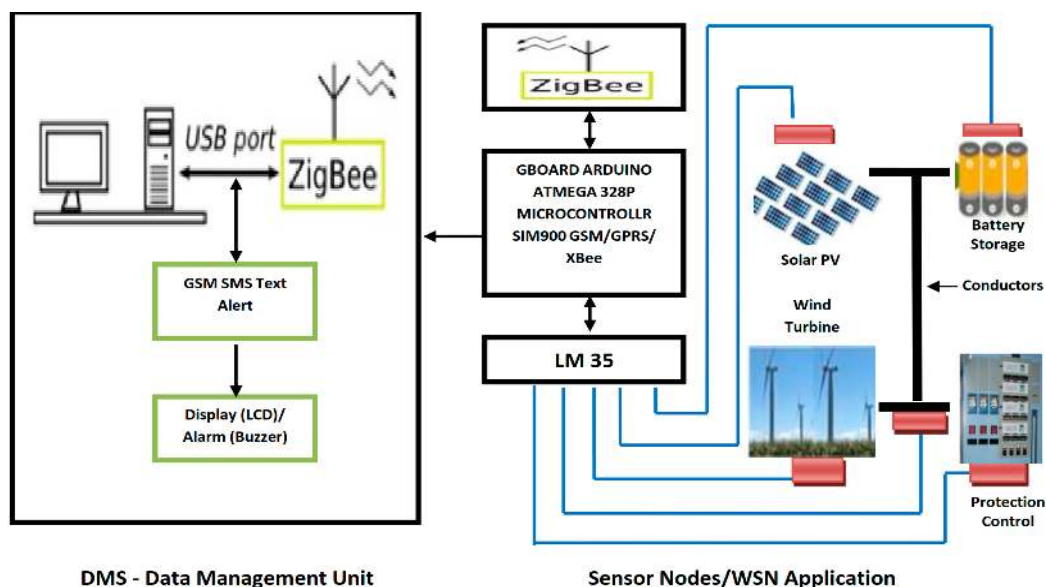 USB port
ZigBee
GSM SMS Text
Alert
Display (LCD)/
Alarm (Buzzer)
DMS - Data Management Unit
ZigBee
GBOARD ARDUINO
ATMEGA 328P
MICROCONTROLLR
SIM900 GSM/GPRS/
XBee
LM 35
Solar PV
Wind
Turbine
Battery
Storage
Conductors
Protection
Control
Sensor Nodes/WSN Application